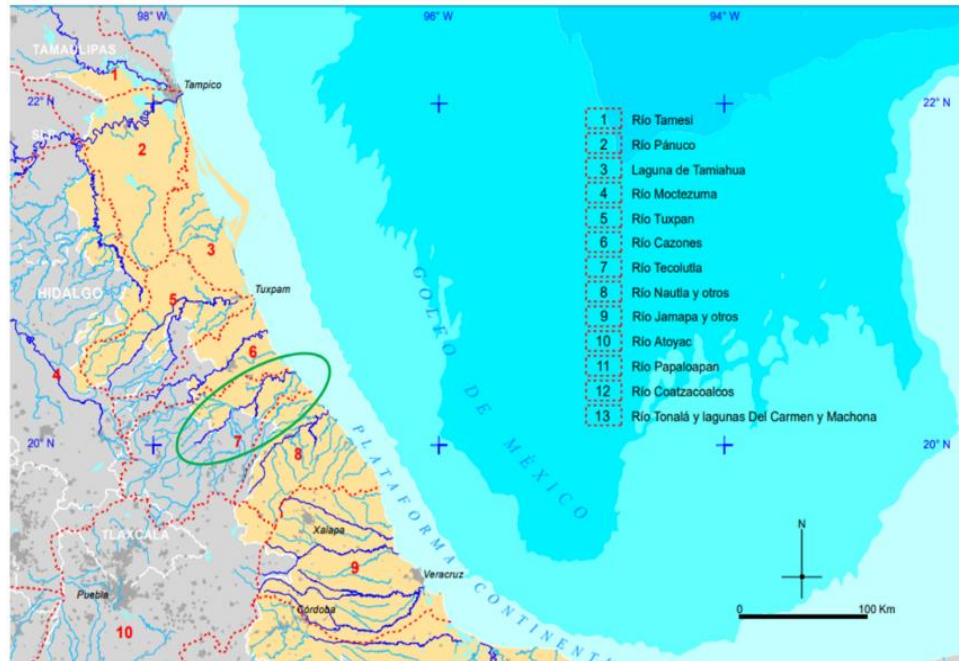 98° W 96° W 94° W
TAMAULIPAS
1
Tampico
22° N 22° N
SLP
2
1 Río Tamesi
2 Río Pánuco
3 Laguna de Tamiahua
4 Río Moctezuma
5 Río Tuxpan
6 Río Cazones
7 Río Tecolutla
8 Río Nautla y otros
9 Río Jamapa y otros
10 Río Atoyac
11 Río Papaloapan
12 Río Coatzacoalcos
13 Río Tonalá y lagunas Del Carmen y Machona
3
HIDALGO
5
Tuxpam
GOLFO DE MÉXICO
6
4
7
20° N 20° N
8
PLATAFORMA CONTINENTA
TLAXCALA
Xalapa
9
Veracruz
Puebla
Córdoba
10
N
0 100 Km